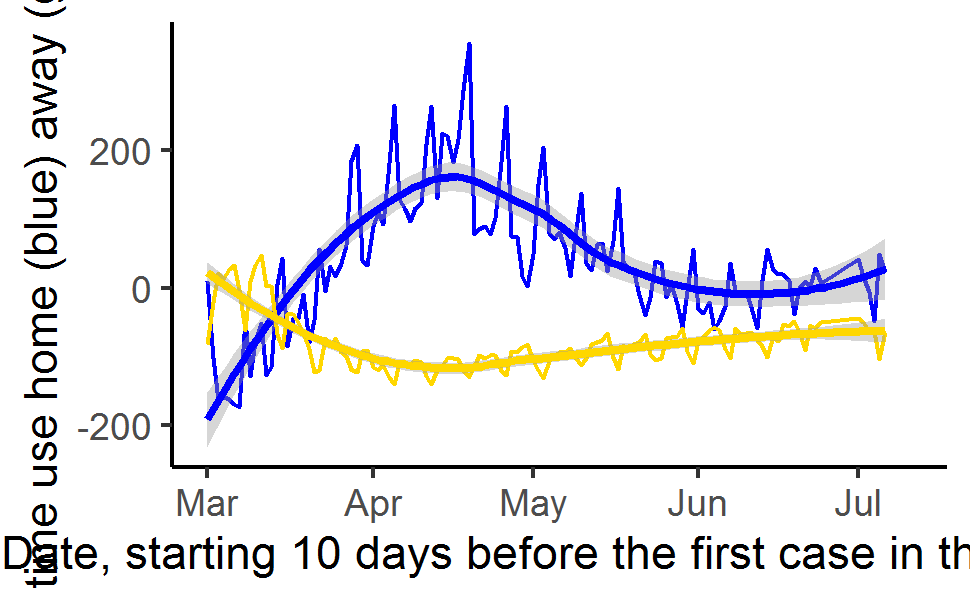 time use home (blue) away (
200
0
-200
Mar Apr May Jun Jul
Date, starting 10 days before the first case in th